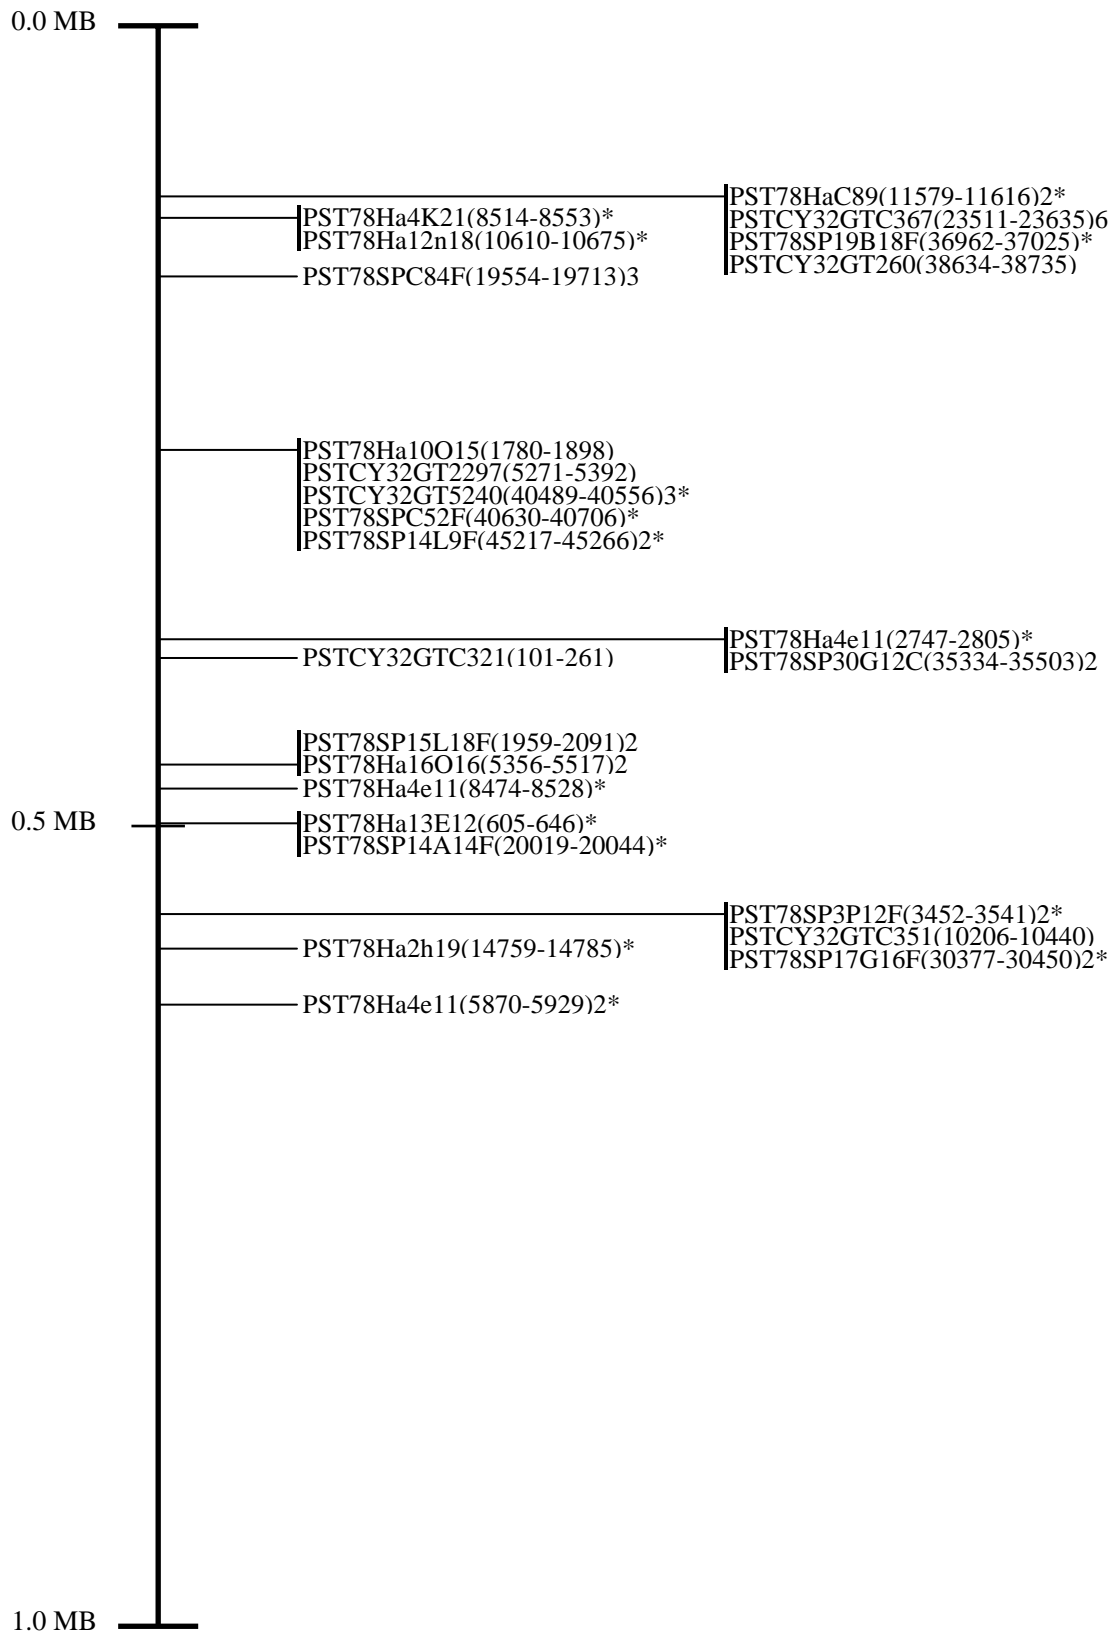 0.0 MB
PST78HaC89(11579-11616)2*
PSTCY32GTC367(23511-23635)6
PST78SP19B18F(36962-37025)*
PSTCY32GT260(38634-38735)
PST78Ha4K21(8514-8553)*
PST78Ha12n18(10610-10675)*
PST78SPC84F(19554-19713)3
PST78Ha10O15(1780-1898)
PSTCY32GT2297(5271-5392)
PSTCY32GT5240(40489-40556)3*
PST78SPC52F(40630-40706)*
PST78SP14L9F(45217-45266)2*
PST78Ha4e11(2747-2805)*
PST78SP30G12C(35334-35503)2
PSTCY32GTC321(101-261)
PST78SP15L18F(1959-2091)2
PST78Ha16O16(5356-5517)2
PST78Ha4e11(8474-8528)*
0.5 MB
PST78Ha13E12(605-646)*
PST78SP14A14F(20019-20044)*
PST78SP3P12F(3452-3541)2*
PSTCY32GTC351(10206-10440)
PST78SP17G16F(30377-30450)2*
PST78Ha2h19(14759-14785)*
PST78Ha4e11(5870-5929)2*
1.0 MB